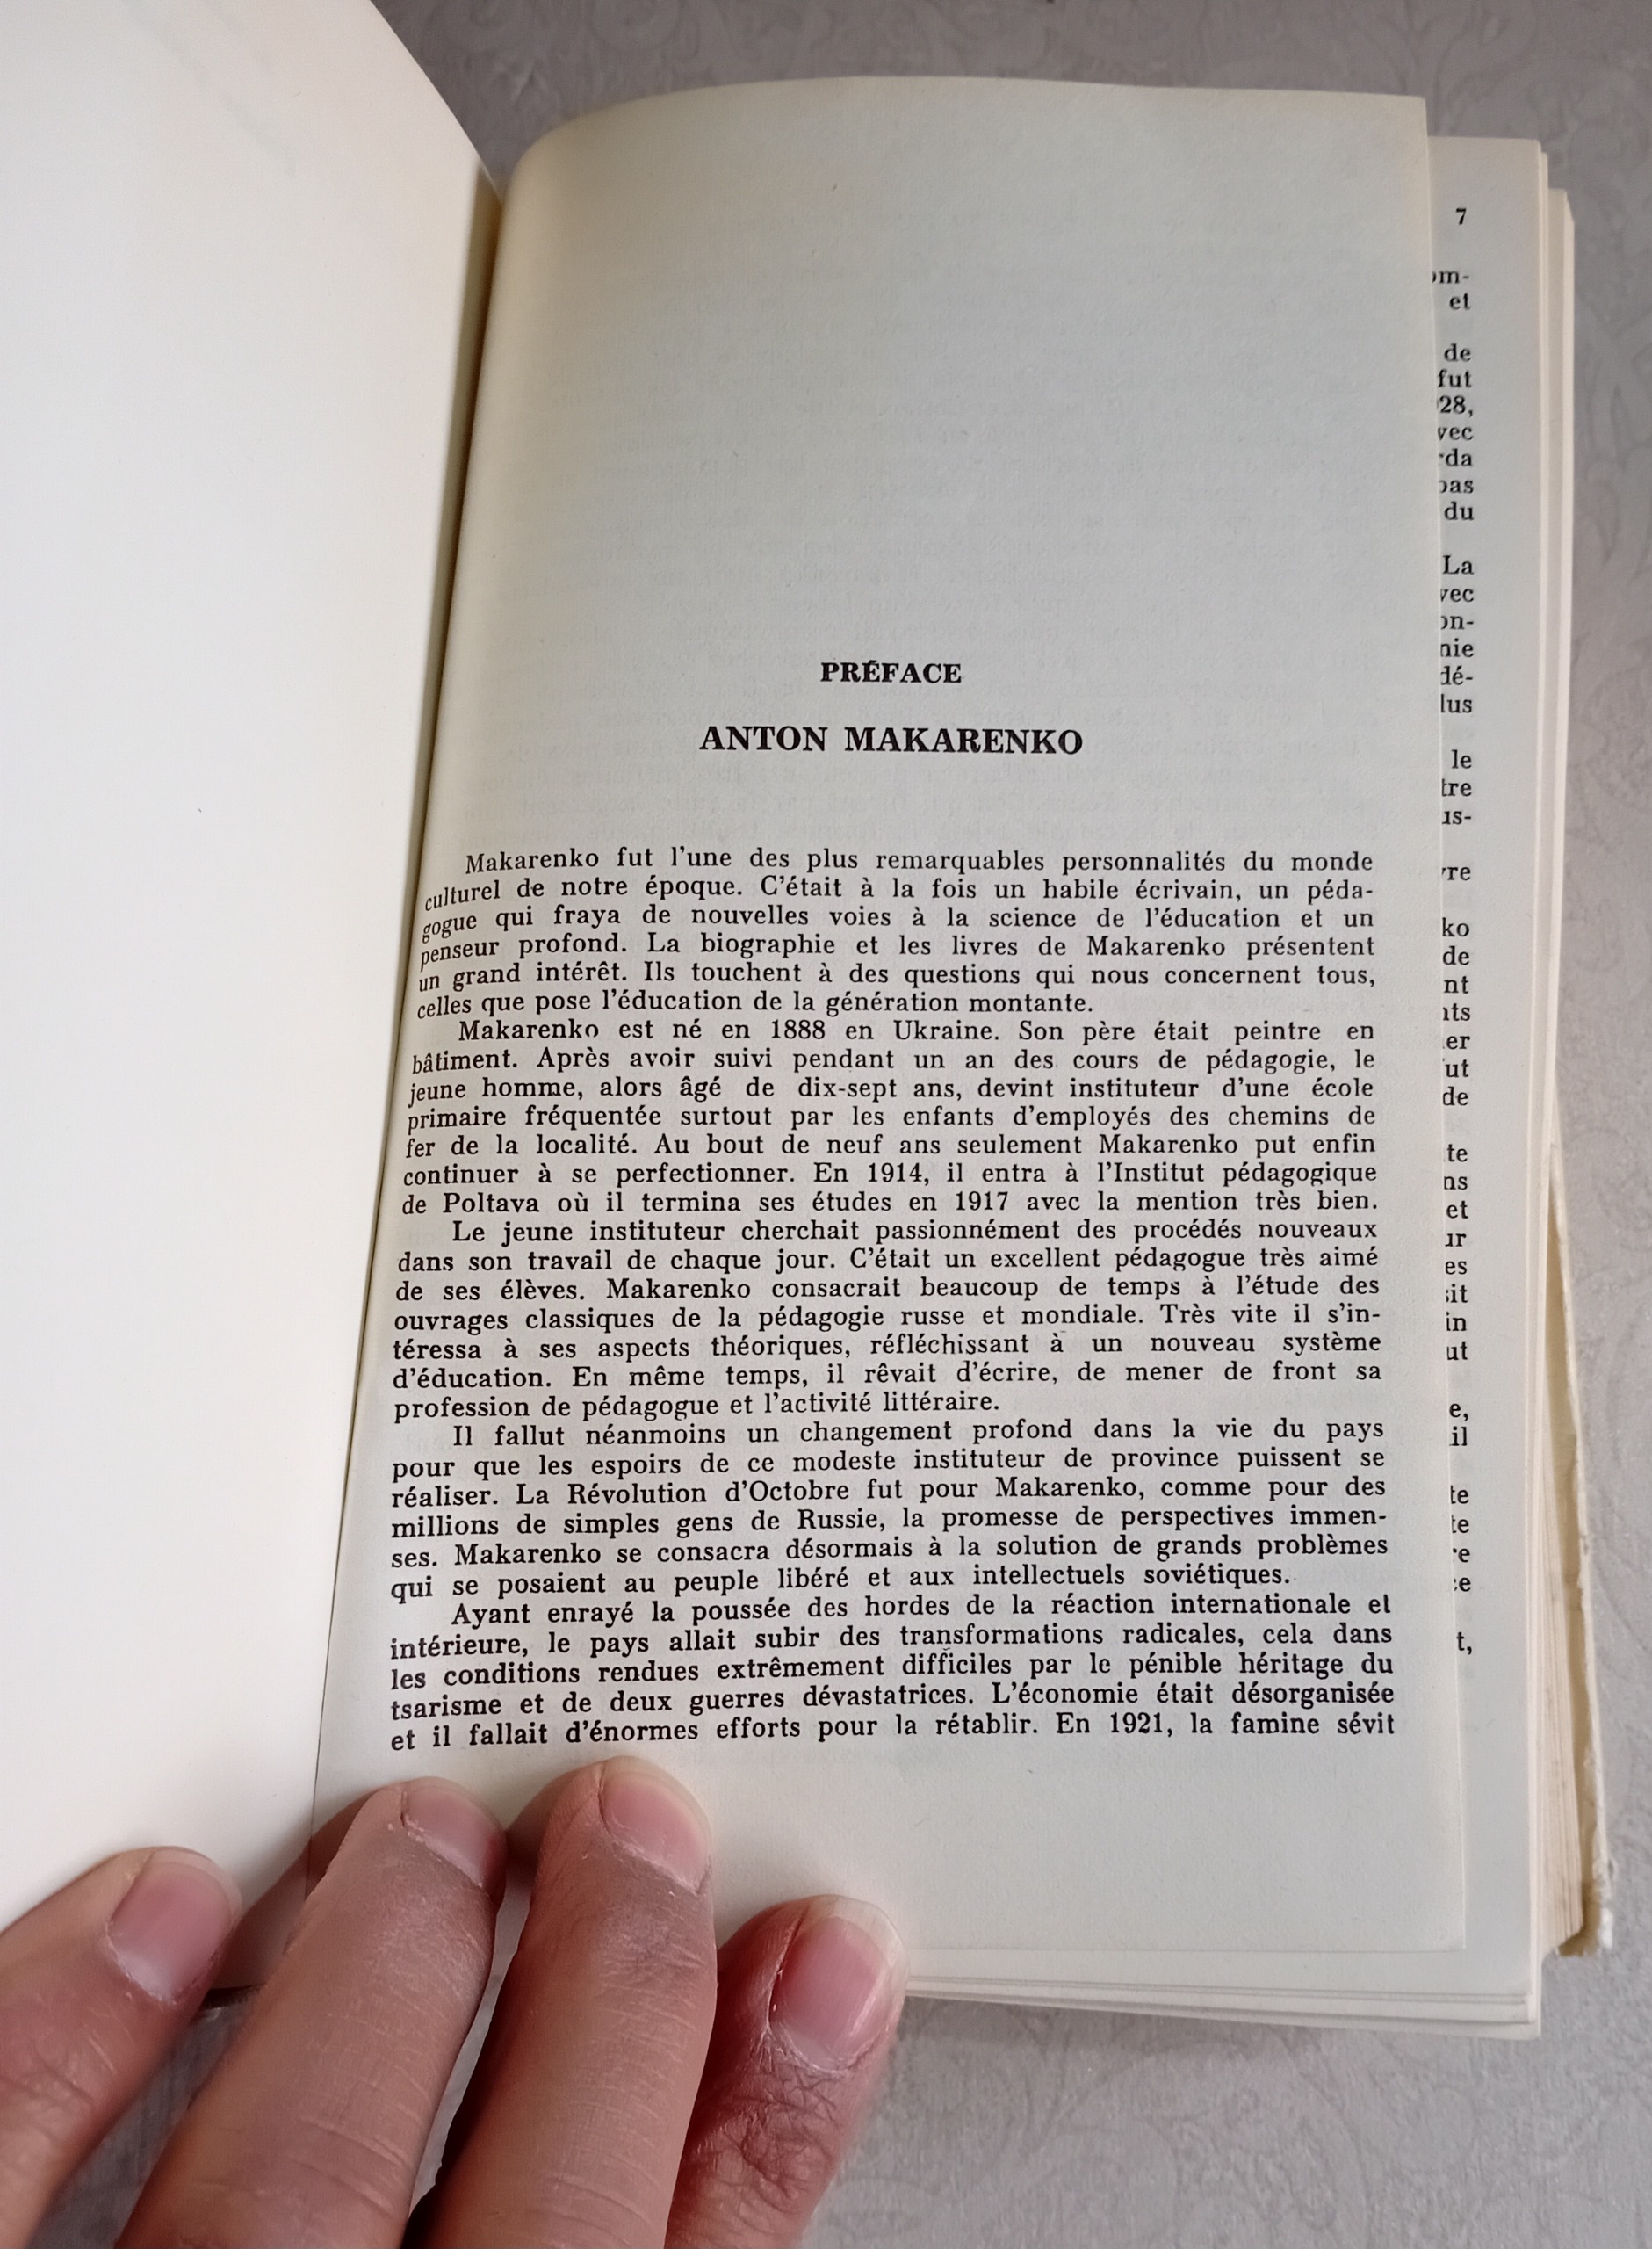 PRÉFACE
ANTON MAKARENKO
Makarenko fut l'une des plus remarquables personnalités du monde
culturel de notre époque. C'était à la fois un habile écrivain, un péda-
gogue qui fraya de nouvelles voies à la science de l'éducation et un
penseur profond. La biographie et les livres de Makarenko présentent
un grand intérêt. Ils touchent à des questions qui nous concernent tous,
celles que pose l'éducation de la génération montante.
Makarenko est né en 1888 en Ukraine. Son père était peintre en
bâtiment. Après avoir suivi pendant un an des cours de pédagogie, le
jeune homme, alors âgé de dix-sept ans, devint instituteur d'une école
primaire fréquentée surtout par les enfants d'employés des chemins de
fer de la localité. Au bout de neuf ans seulement Makarenko put enfin
continuer à se perfectionner. En 1914, il entra à l'Institut pédagogique
de Poltava où il termina ses études en 1917 avec la mention très bien.
Le jeune instituteur cherchait passionnément des procédés nouveaux
dans son travail de chaque jour. C'était un excellent pédagogue très aimé
de ses élèves. Makarenko consacrait beaucoup de temps à l'étude des
ouvrages classiques de la pédagogie russe et mondiale. Très vite il s'in-
téressa à ses aspects théoriques, réfléchissant à un nouveau système
d'éducation. En même temps, il rêvait d'écrire, de mener de front sa
profession de pédagogue et l'activité littéraire.
Il fallut néanmoins un changement profond dans la vie du pays
pour que les espoirs de ce modeste instituteur de province puissent se
réaliser. La Révolution d'Octobre fut pour Makarenko, comme pour des
millions de simples gens de Russie, la promesse de perspectives immen-
ses. Makarenko se consacra désormais à la solution de grands problèmes
qui se posaient au peuple libéré et aux intellectuels soviétiques.
Ayant enrayé la poussée des hordes de la réaction internationale et
intérieure, le pays allait subir des transformations radicales, cela dans
les conditions rendues extrêmement difficiles par le pénible héritage du
tsarisme et de deux guerres dévastatrices. L'économie était désorganisée
et il fallait d'énormes efforts pour la rétablir. En 1921, la famine sévit
7
et
de
fut
du
La
le
de